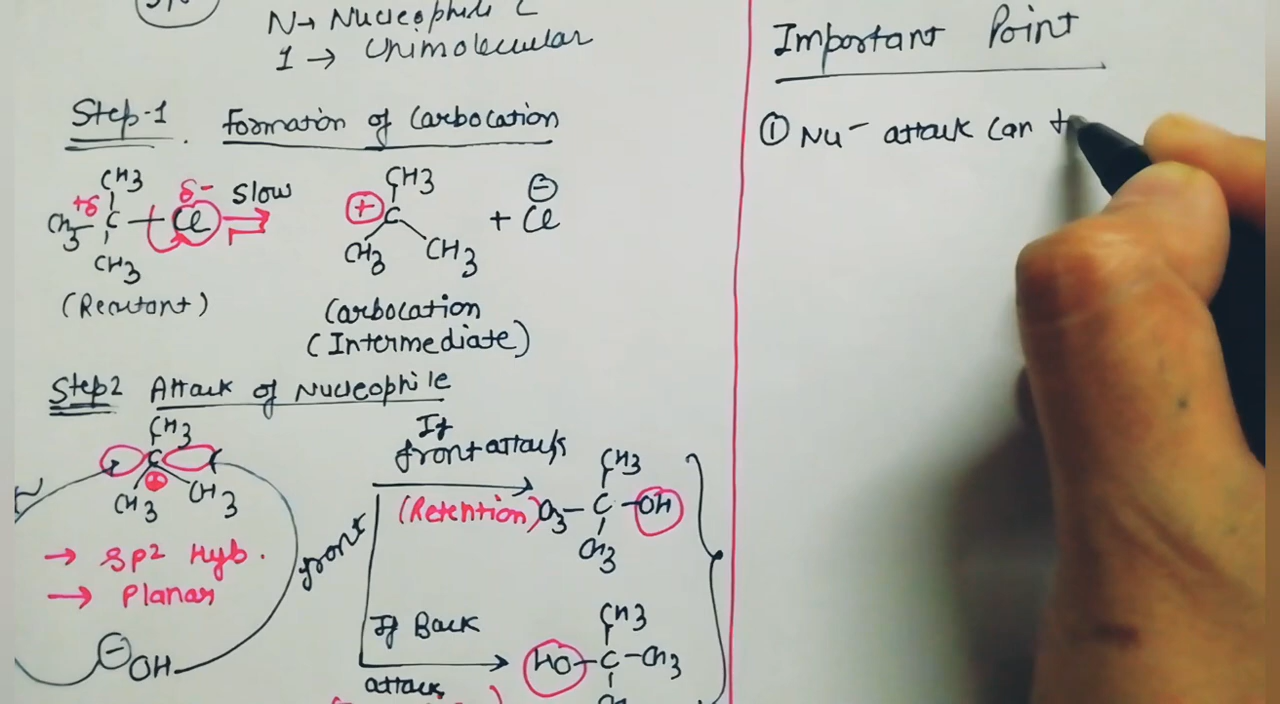 N→ Nucleophilic
1 → Unimolecular
Step-1. Formation of Carbocation
CH3
+δ δ- Slow
CH3 - C - Cl
CH3
(Reactant)
CH3
+ C + Cl ⊖
CH3 CH3
Carbocation
(Intermediate)
Step2 Attack of Nucleophile
CH3
C
⊕
CH3 CH3
→ SP2 Hyb.
→ Planar
⊖OH
front
If
front attack
(Retention)
CH3
C-OH
CH3
If Back
attack
CH3
HO-C-CH3
Important Point
① Nu- attack can